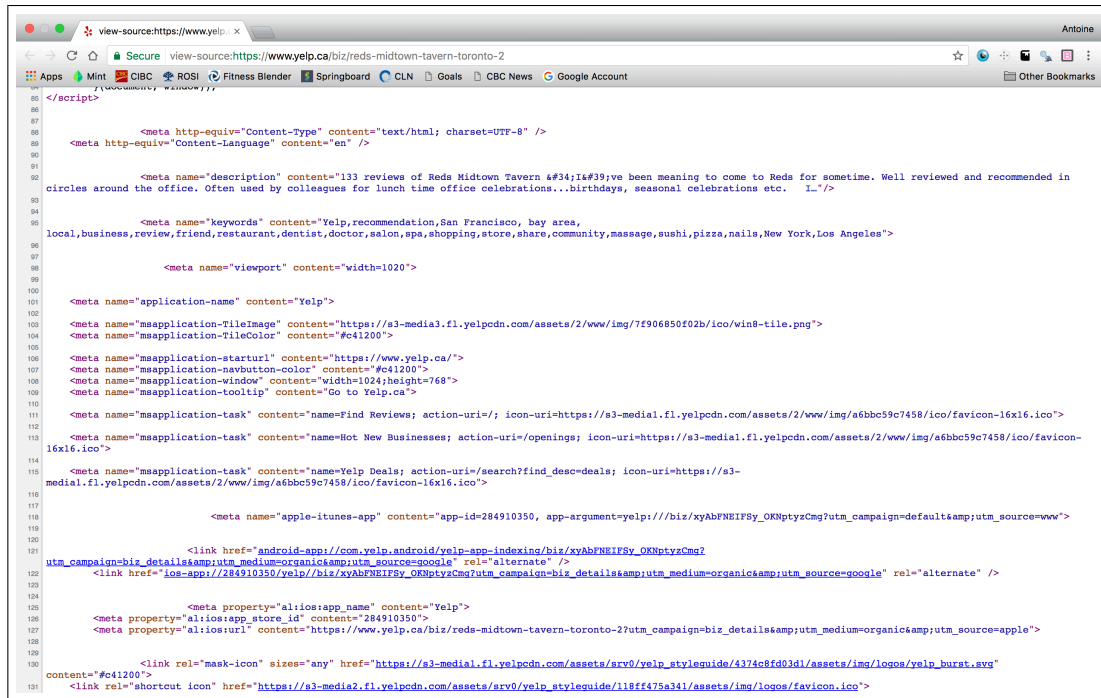 view-source:https://www.yelp.
Antoine
Secure view-source:https://www.yelp.ca/biz/reds-midtown-tavern-toronto-2
Apps Mint CIBC ROSI Fitness Blender Springboard CLN Goals CBC News Google Account Other Bookmarks
84 }(document, window));
85 </script>
86
87
88 <meta http-equiv="Content-Type" content="text/html; charset=UTF-8" />
89 <meta http-equiv="Content-Language" content="en" />
90
91
92 <meta name="description" content="133 reviews of Reds Midtown Tavern &#34;I&#39;ve been meaning to come to Reds for sometime. Well reviewed and recommended in
circles around the office. Often used by colleagues for lunch time office celebrations...birthdays, seasonal celebrations etc. I…"/>
93
94
95 <meta name="keywords" content="Yelp,recommendation,San Francisco, bay area,
local,business,review,friend,restaurant,dentist,doctor,salon,spa,shopping,store,share,community,massage,sushi,pizza,nails,New York,Los Angeles">
96
97
98 <meta name="viewport" content="width=1020">
99
100
101 <meta name="application-name" content="Yelp">
102
103 <meta name="msapplication-TileImage" content="https://s3-media3.fl.yelpcdn.com/assets/2/www/img/7f906850f02b/ico/win8-tile.png">
104 <meta name="msapplication-TileColor" content="#c41200">
105
106 <meta name="msapplication-starturl" content="https://www.yelp.ca/">
107 <meta name="msapplication-navbutton-color" content="#c41200">
108 <meta name="msapplication-window" content="width=1024;height=768">
109 <meta name="msapplication-tooltip" content="Go to Yelp.ca">
110
111 <meta name="msapplication-task" content="name=Find Reviews; action-uri=/; icon-uri=https://s3-media1.fl.yelpcdn.com/assets/2/www/img/a6bbc59c7458/ico/favicon-16x16.ico">
112
113 <meta name="msapplication-task" content="name=Hot New Businesses; action-uri=/openings; icon-uri=https://s3-media1.fl.yelpcdn.com/assets/2/www/img/a6bbc59c7458/ico/favicon-
16x16.ico">
114
115 <meta name="msapplication-task" content="name=Yelp Deals; action-uri=/search?find_desc=deals; icon-uri=https://s3-
media1.fl.yelpcdn.com/assets/2/www/img/a6bbc59c7458/ico/favicon-16x16.ico">
116
117
118 <meta name="apple-itunes-app" content="app-id=284910350, app-argument=yelp:///biz/xyAbFNEIFSy_OKNptyzCmg?utm_campaign=default&amp;utm_source=www">
119
120
121 <link href="android-app://com.yelp.android/yelp-app-indexing/biz/xyAbFNEIFSy_OKNptyzCmg?
utm_campaign=biz_details&amp;utm_medium=organic&amp;utm_source=google" rel="alternate" />
122 <link href="ios-app://284910350/yelp//biz/xyAbFNEIFSy_OKNptyzCmg?utm_campaign=biz_details&amp;utm_medium=organic&amp;utm_source=google" rel="alternate" />
123
124
125 <meta property="al:ios:app_name" content="Yelp">
126 <meta property="al:ios:app_store_id" content="284910350">
127 <meta property="al:ios:url" content="https://www.yelp.ca/biz/reds-midtown-tavern-toronto-2?utm_campaign=biz_details&amp;utm_medium=organic&amp;utm_source=apple">
128
129
130 <link rel="mask-icon" sizes="any" href="https://s3-media1.fl.yelpcdn.com/assets/srv0/yelp_styleguide/4374c8fd03d1/assets/img/logos/yelp_burst.svg"
content="#c41200">
131 <link rel="shortcut icon" href="https://s3-media2.fl.yelpcdn.com/assets/srv0/yelp_styleguide/118ff475a341/assets/img/logos/favicon.ico">